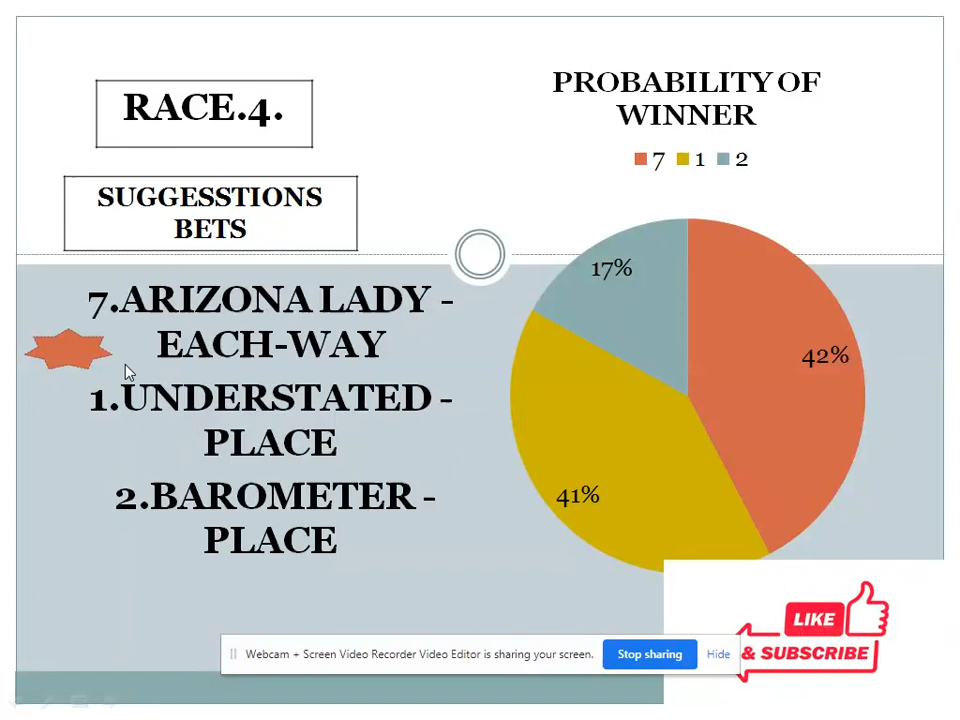 RACE.4.
SUGGESSTIONS
BETS
7.ARIZONA LADY -
EACH-WAY
1.UNDERSTATED -
PLACE
2.BAROMETER -
PLACE
PROBABILITY OF
WINNER
7 1 2
17%
42%
41%
LIKE
& SUBSCRIBE
Webcam + Screen Video Recorder Video Editor is sharing your screen. Stop sharing Hide